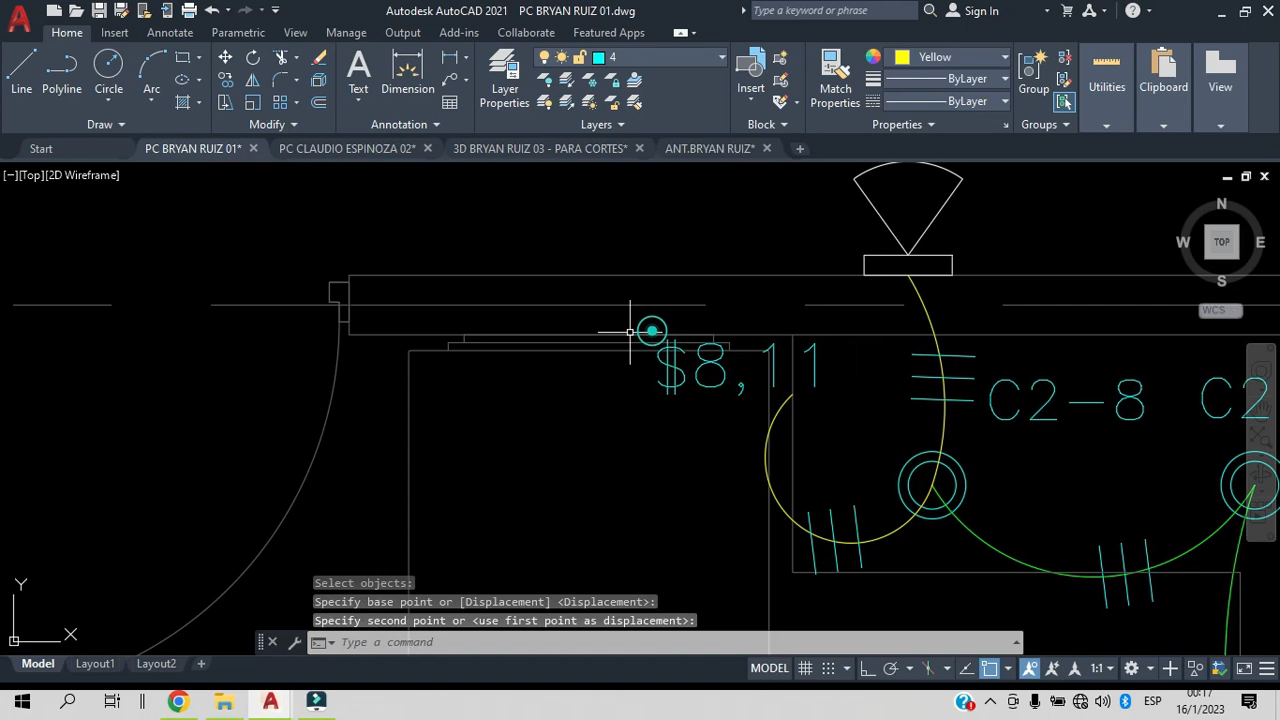 Autodesk AutoCAD 2021 PC BRYAN RUIZ 01.dwg
Type a keyword or phrase
Sign In
Home Insert Annotate Parametric View Manage Output Add-ins Collaborate Featured Apps
Line Polyline Circle Arc
Text Dimension
Layer
Properties
4
Insert
Match
Properties
Yellow
ByLayer
ByLayer
Group
Utilities
Clipboard
View
Draw Modify Annotation Layers Block Properties Groups
Start PC BRYAN RUIZ 01* PC CLAUDIO ESPINOZA 02* 3D BRYAN RUIZ 03 - PARA CORTES* ANT.BRYAN RUIZ*
[−][Top][2D Wireframe]
N
W TOP E
S
WCS
$8,11
C2-8 C2
Y
X
Select objects:
Specify base point or [Displacement] <Displacement>:
Specify second point or <use first point as displacement>:
Type a command
Model Layout1 Layout2
MODEL 1:1
ESP
00:17
16/1/2023